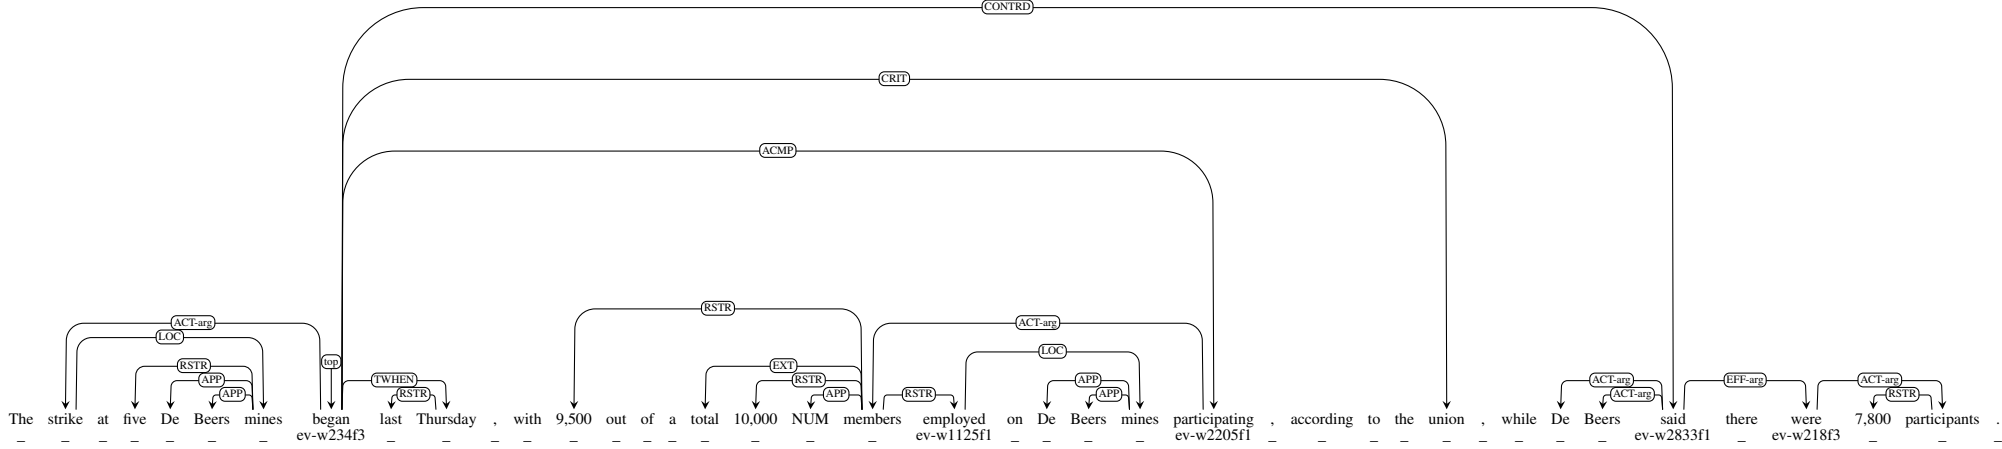 CONTRD
CRIT
ACMP
RSTR
ACT-arg ACT-arg
LOC
LOC
top
RSTR EXT
APP TWHEN RSTR APP ACT-arg EFF-arg ACT-arg
APP RSTR APP RSTR APP ACT-arg RSTR
The strike at five De Beers mines began last Thursday , with 9,500 out of a total 10,000 NUM members employed on De Beers mines participating , according to the union , while De Beers said there were 7,800 participants .
_ _ _ _ _ _ _ ev-w234f3 _ _ _ _ _ _ _ _ _ _ _ _ ev-w1125f1 _ _ _ _ ev-w2205f1 _ _ _ _ _ _ _ _ _ ev-w2833f1 _ ev-w218f3 _ _ _